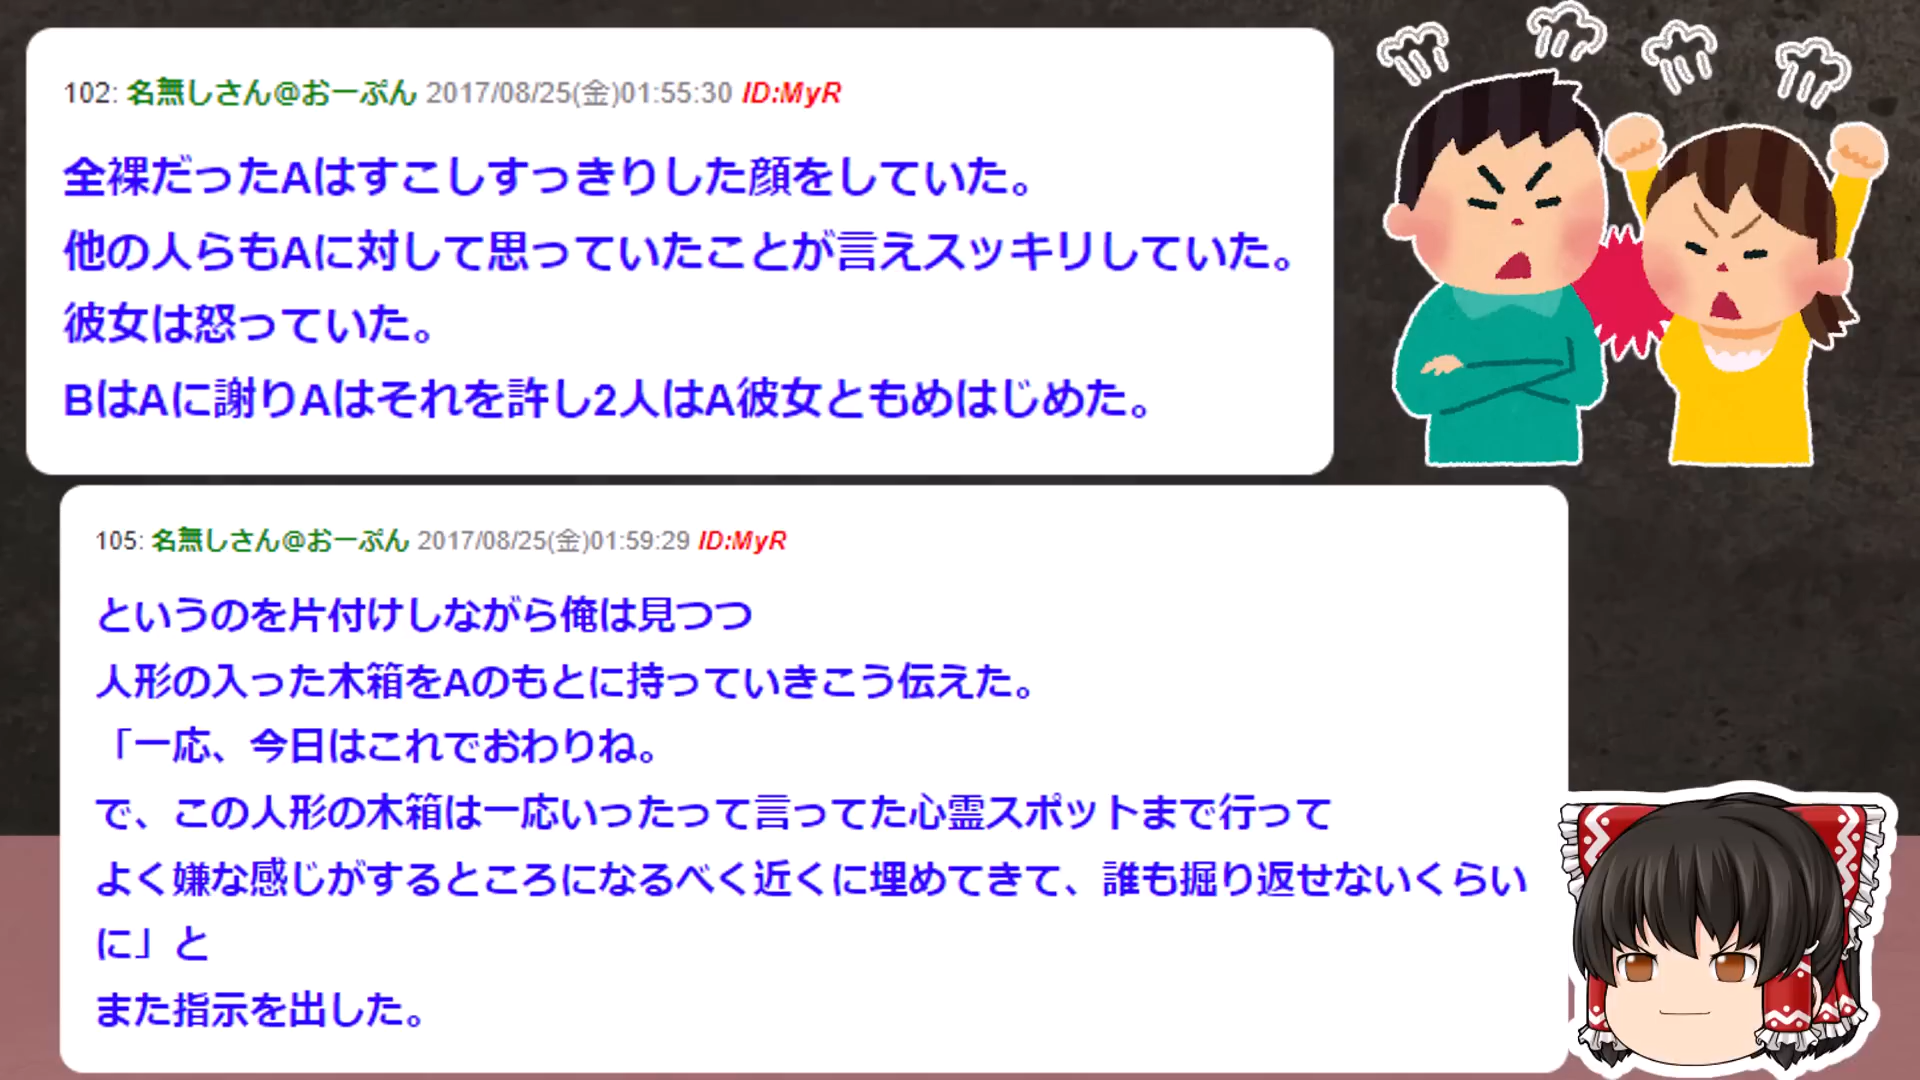 102: 名無しさん@おーぷん 2017/08/25(金)01:55:30 ID:MyR
全裸だったAはすこしすっきりした顔をしていた。
他の人らもAに対して思っていたことが言えスッキリしていた。
彼女は怒っていた。
BはAに謝りAはそれを許し2人はA彼女ともめはじめた。
105: 名無しさん@おーぷん 2017/08/25(金)01:59:29 ID:MyR
というのを片付けしながら俺は見つつ
人形の入った木箱をAのもとに持っていきこう伝えた。
「一応、今日はこれでおわりね。
で、この人形の木箱は一応いったって言ってた心霊スポットまで行って
よく嫌な感じがするところになるべく近くに埋めてきて、誰も掘り返せないくらい
に」と
また指示を出した。